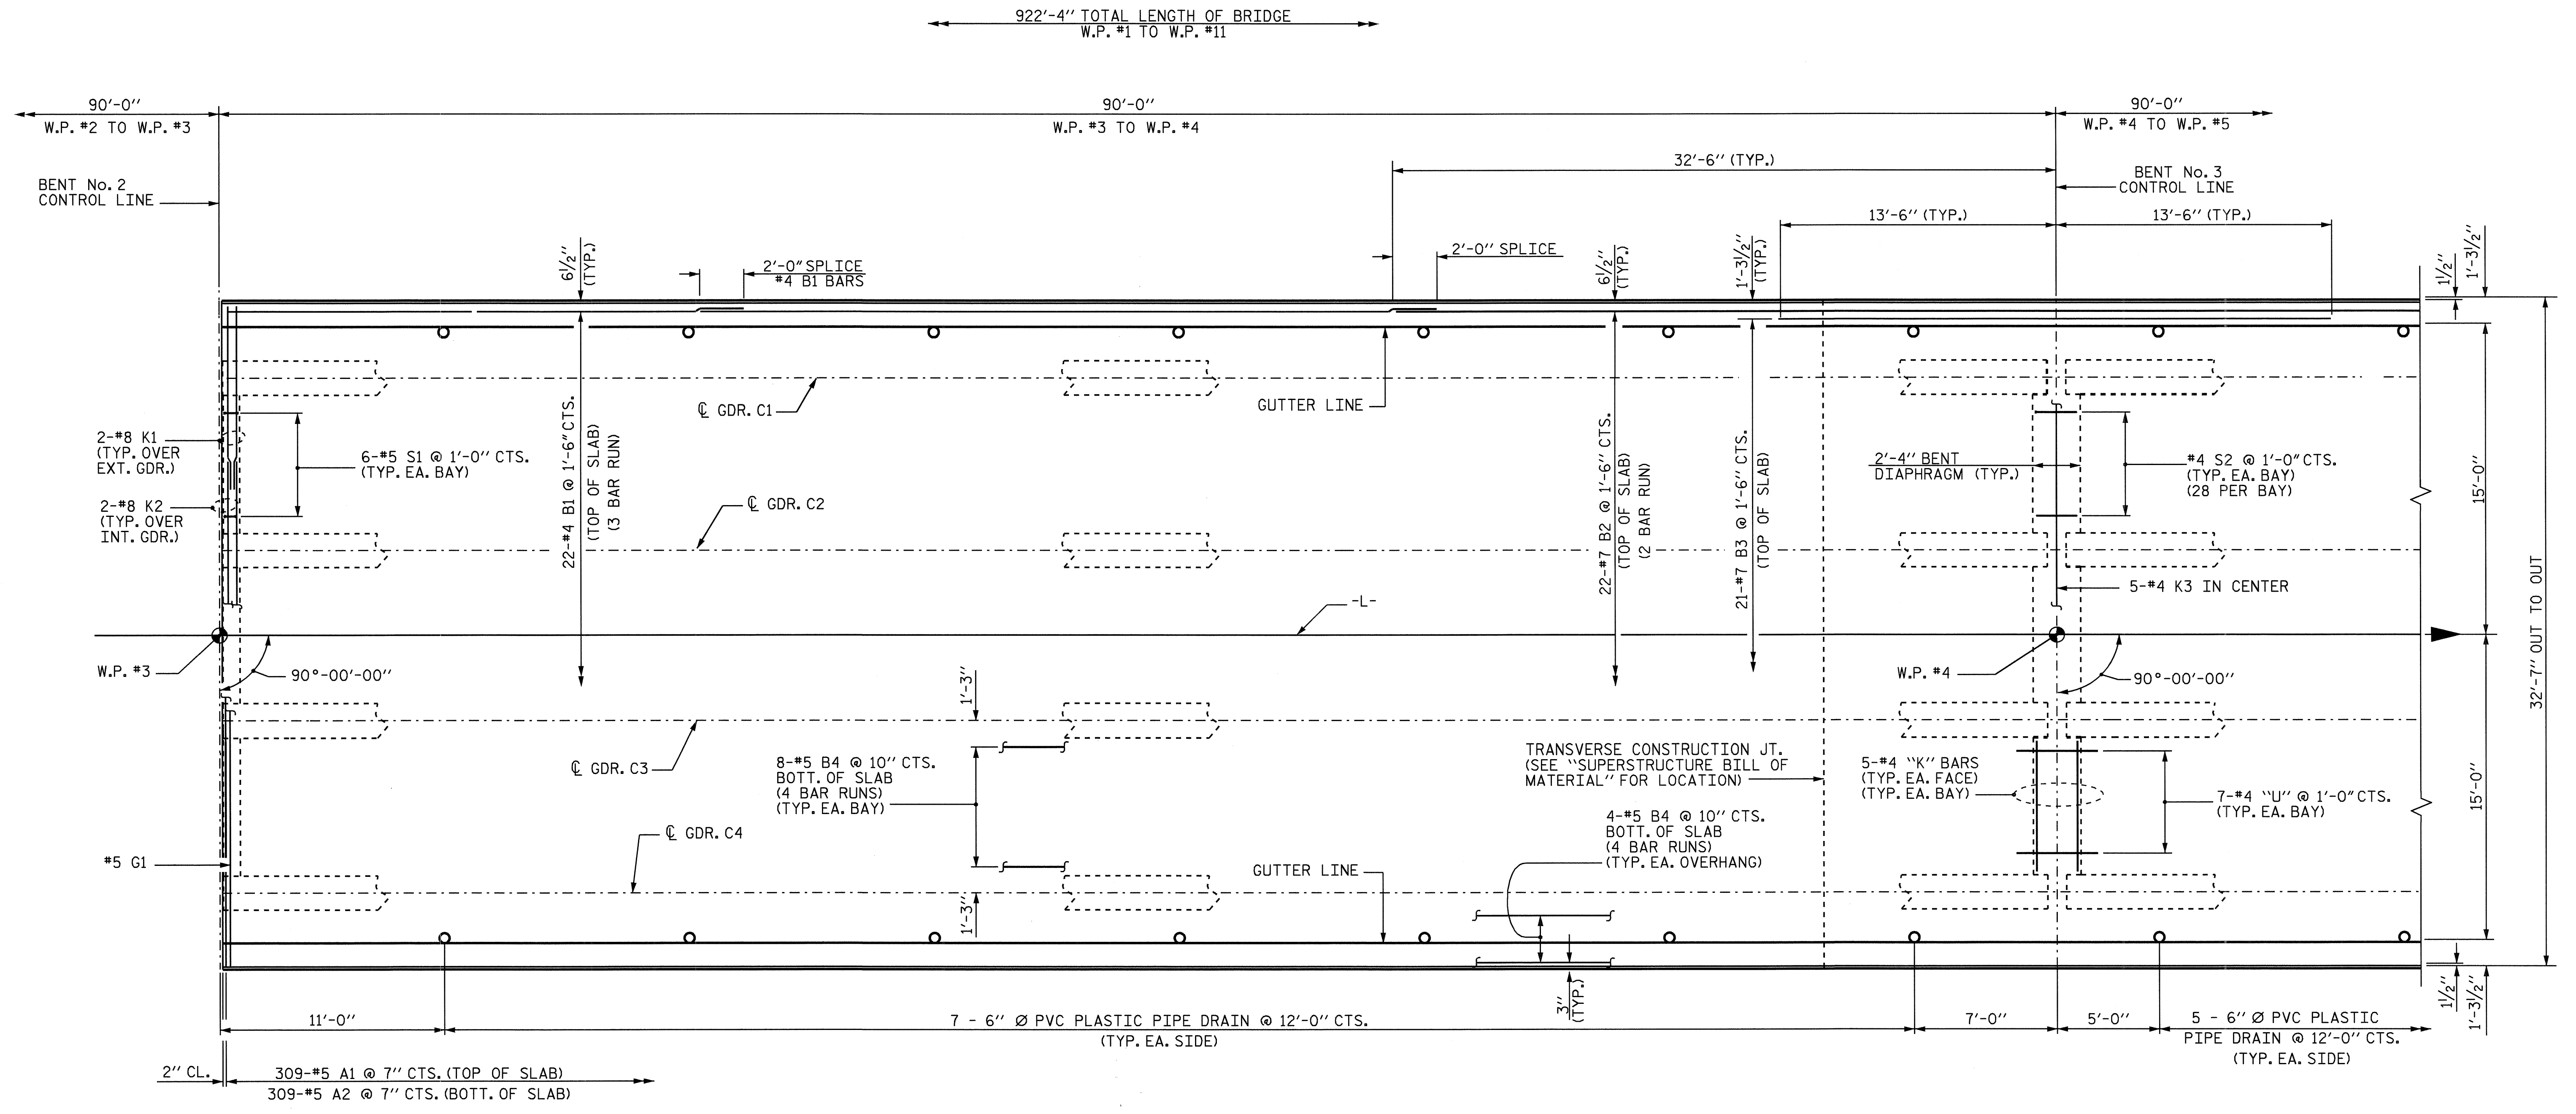 922'-4" TOTAL LENGTH OF BRIDGE
W.P. #1 TO W.P. #11
90'-0"
W.P. #2 TO W.P. #3
90'-0"
W.P. #3 TO W.P. #4
90'-0"
W.P. #4 TO W.P. #5
32'-6" (TYP.)
BENT No. 2
CONTROL LINE
BENT No. 3
CONTROL LINE
13'-6" (TYP.)
13'-6" (TYP.)
6½"
(TYP.)
2'-0" SPLICE
#4 B1 BARS
2'-0" SPLICE
6½"
(TYP.)
1'-3½"
(TYP.)
1½"
1'-3½"
℄ GDR. C1
GUTTER LINE
2-#8 K1
(TYP. OVER
EXT. GDR.)
6-#5 S1 @ 1'-0" CTS.
(TYP. EA. BAY)
2-#8 K2
(TYP. OVER
INT. GDR.)
22-#4 B1 @ 1'-6" CTS.
(TOP OF SLAB)
(3 BAR RUN)
℄ GDR. C2
22-#7 B2 @ 1'-6" CTS.
(TOP OF SLAB)
(2 BAR RUN)
21-#7 B3 @ 1'-6" CTS.
(TOP OF SLAB)
2'-4" BENT
DIAPHRAGM (TYP.)
#4 S2 @ 1'-0" CTS.
(TYP. EA. BAY)
(28 PER BAY)
15'-0"
5-#4 K3 IN CENTER
-L-
32'-7" OUT TO OUT
W.P. #3
90°-00'-00"
W.P. #4
90°-00'-00"
1'-3"
℄ GDR. C3
8-#5 B4 @ 10" CTS.
BOTT. OF SLAB
(4 BAR RUNS)
(TYP. EA. BAY)
TRANSVERSE CONSTRUCTION JT.
(SEE "SUPERSTRUCTURE BILL OF
MATERIAL" FOR LOCATION)
5-#4 "K" BARS
(TYP. EA. FACE)
(TYP. EA. BAY)
7-#4 "U" @ 1'-0" CTS.
(TYP. EA. BAY)
15'-0"
℄ GDR. C4
4-#5 B4 @ 10" CTS.
BOTT. OF SLAB
(4 BAR RUNS)
(TYP. EA. OVERHANG)
#5 G1
GUTTER LINE
1'-3"
3"
(TYP.)
1½"
1'-3½"
11'-0"
7 - 6" Ø PVC PLASTIC PIPE DRAIN @ 12'-0" CTS.
(TYP. EA. SIDE)
7'-0"
5'-0"
5 - 6" Ø PVC PLASTIC
PIPE DRAIN @ 12'-0" CTS.
(TYP. EA. SIDE)
2" CL.
309-#5 A1 @ 7" CTS. (TOP OF SLAB)
309-#5 A2 @ 7" CTS. (BOTT. OF SLAB)